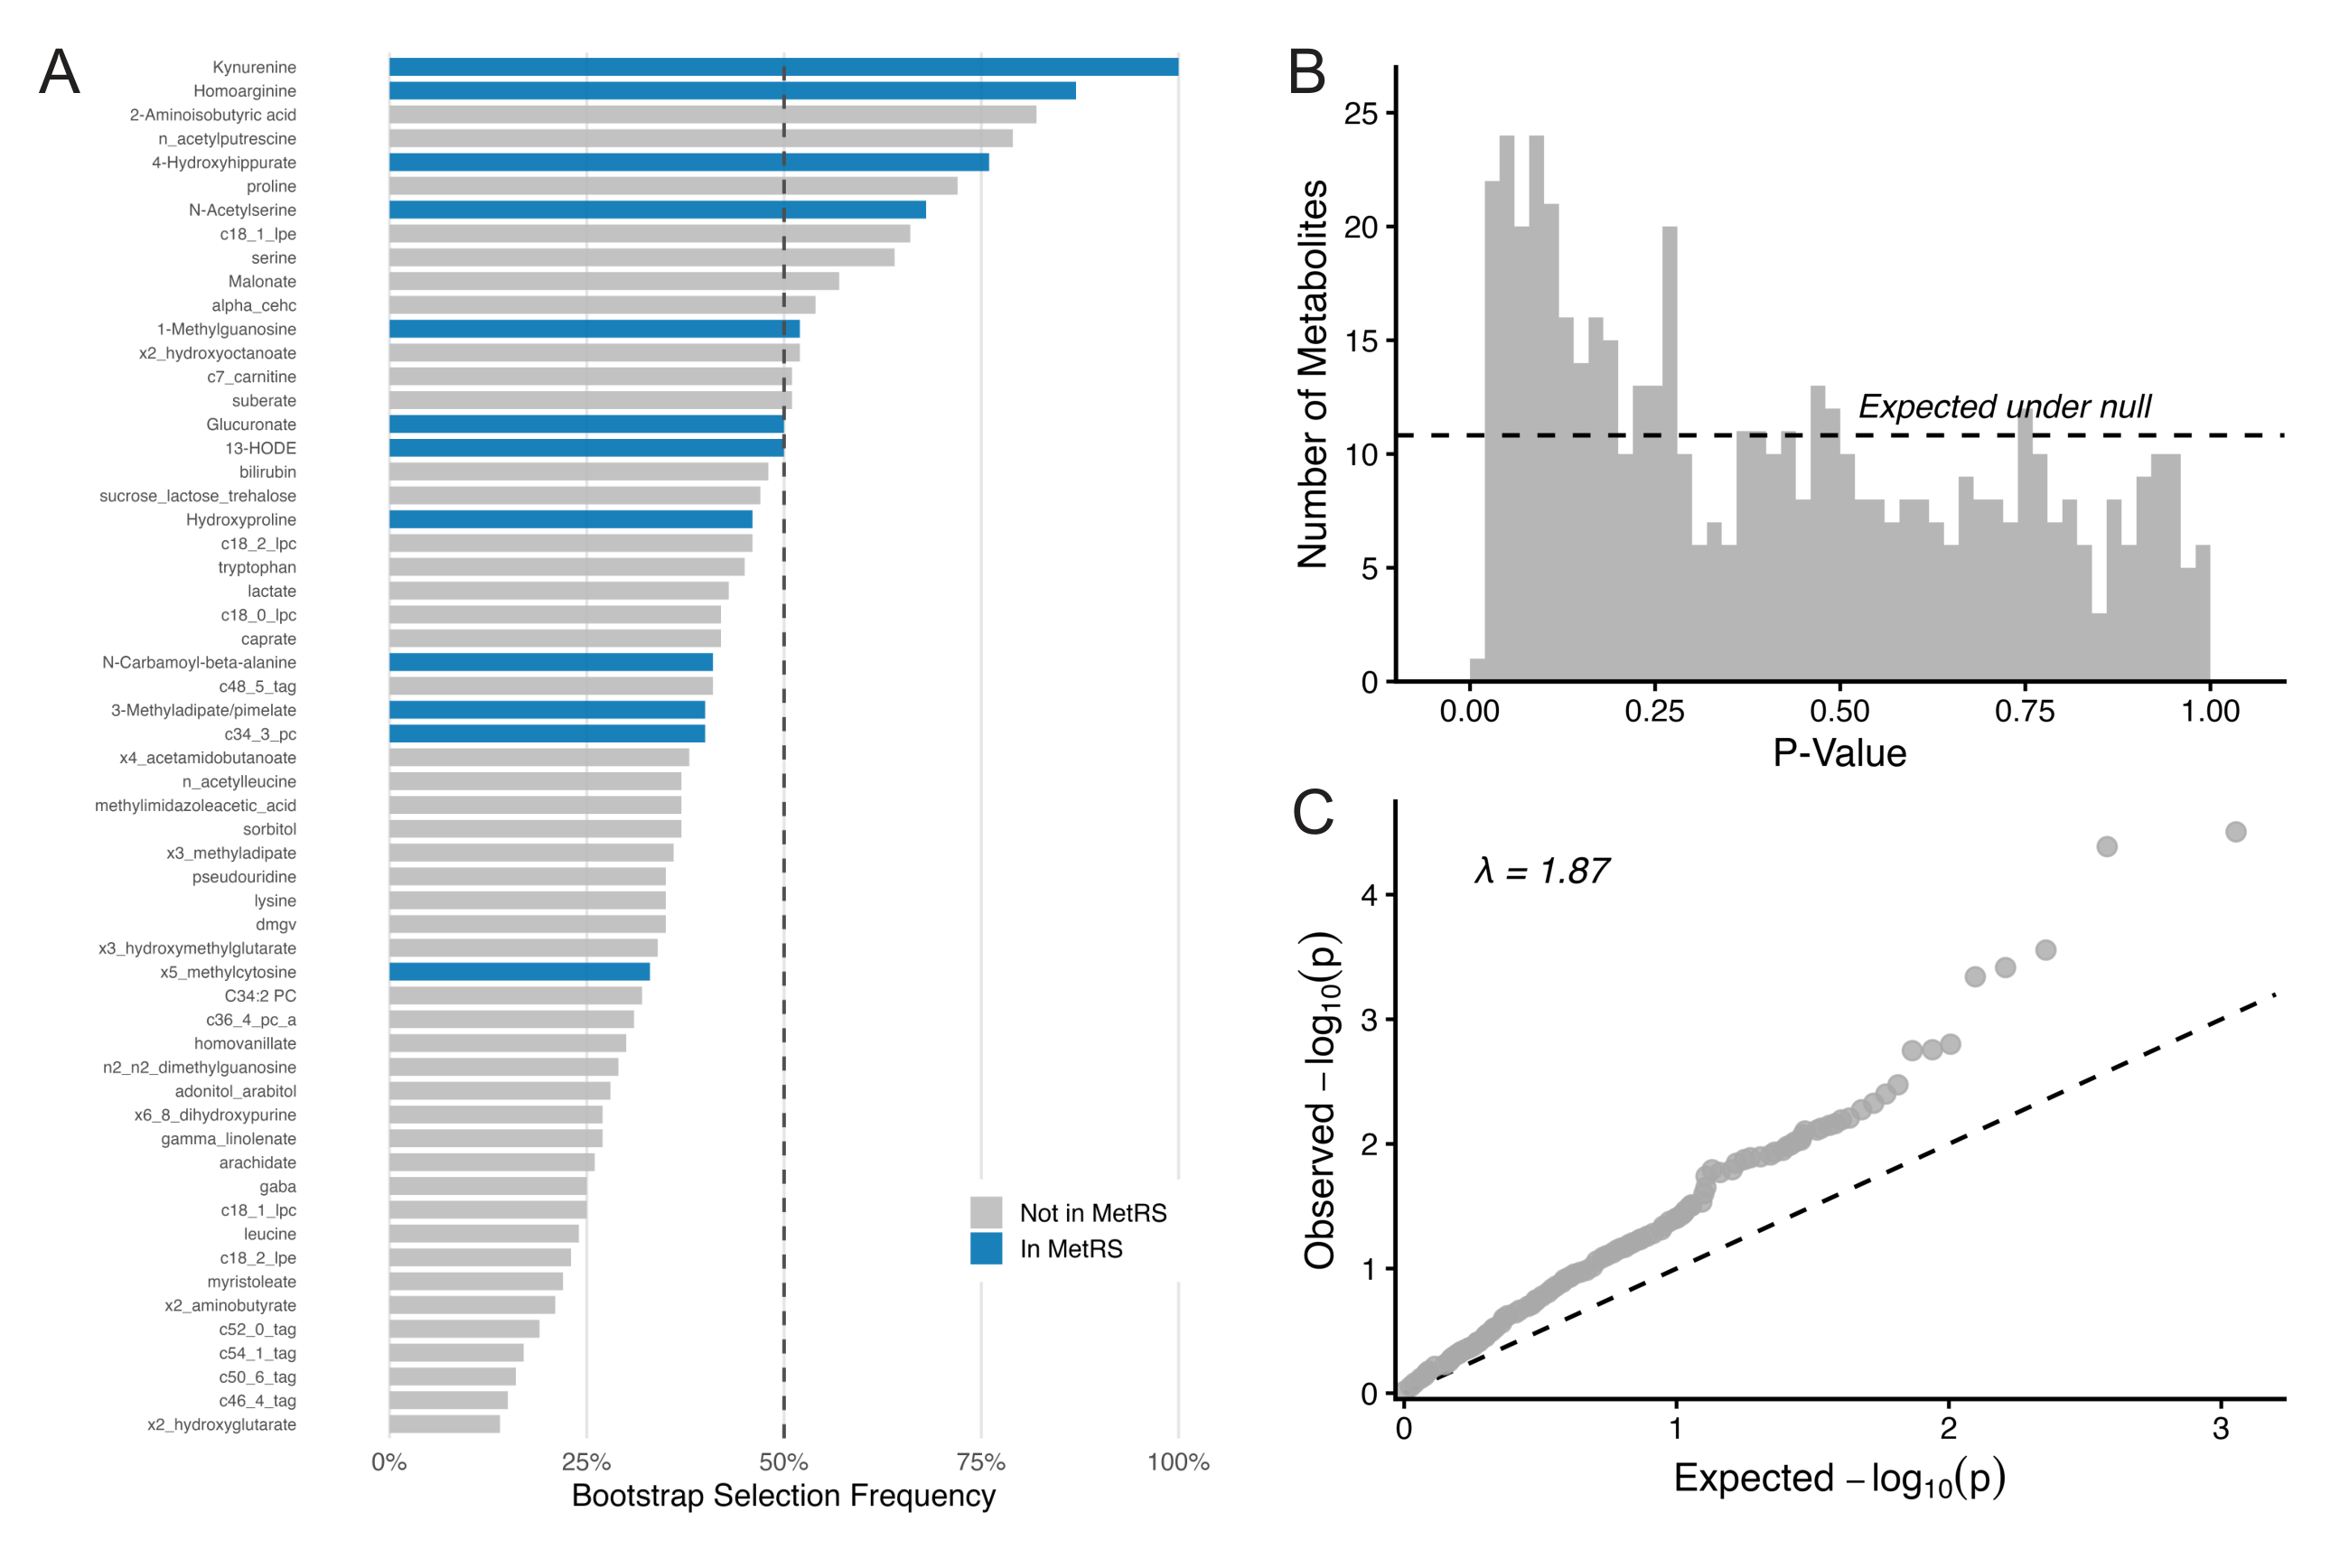 A
Kynurenine
Homoarginine
2-Aminoisobutyric acid
n_acetylputrescine
4-Hydroxyhippurate
proline
N-Acetylserine
c18_1_lpe
serine
Malonate
alpha_cehc
1-Methylguanosine
x2_hydroxyoctanoate
c7_carnitine
suberate
Glucuronate
13-HODE
bilirubin
sucrose_lactose_trehalose
Hydroxyproline
c18_2_lpc
tryptophan
lactate
c18_0_lpc
caprate
N-Carbamoyl-beta-alanine
c48_5_tag
3-Methyladipate/pimelate
c34_3_pc
x4_acetamidobutanoate
n_acetylleucine
methylimidazoleacetic_acid
sorbitol
x3_methyladipate
pseudouridine
lysine
dmgv
x3_hydroxymethylglutarate
x5_methylcytosine
C34:2 PC
c36_4_pc_a
homovanillate
n2_n2_dimethylguanosine
adonitol_arabitol
x6_8_dihydroxypurine
gamma_linolenate
arachidate
gaba
c18_1_lpc
leucine
c18_2_lpe
myristoleate
x2_aminobutyrate
c52_0_tag
c54_1_tag
c50_6_tag
c46_4_tag
x2_hydroxyglutarate
0% 25% 50% 75% 100%
Bootstrap Selection Frequency
Not in MetRS
In MetRS
B
Number of Metabolites
25
20
15
10
5
0
Expected under null
0.00 0.25 0.50 0.75 1.00
P-Value
C
Observed −log10(p)
4
3
2
1
0
λ = 1.87
0 1 2 3
Expected −log10(p)